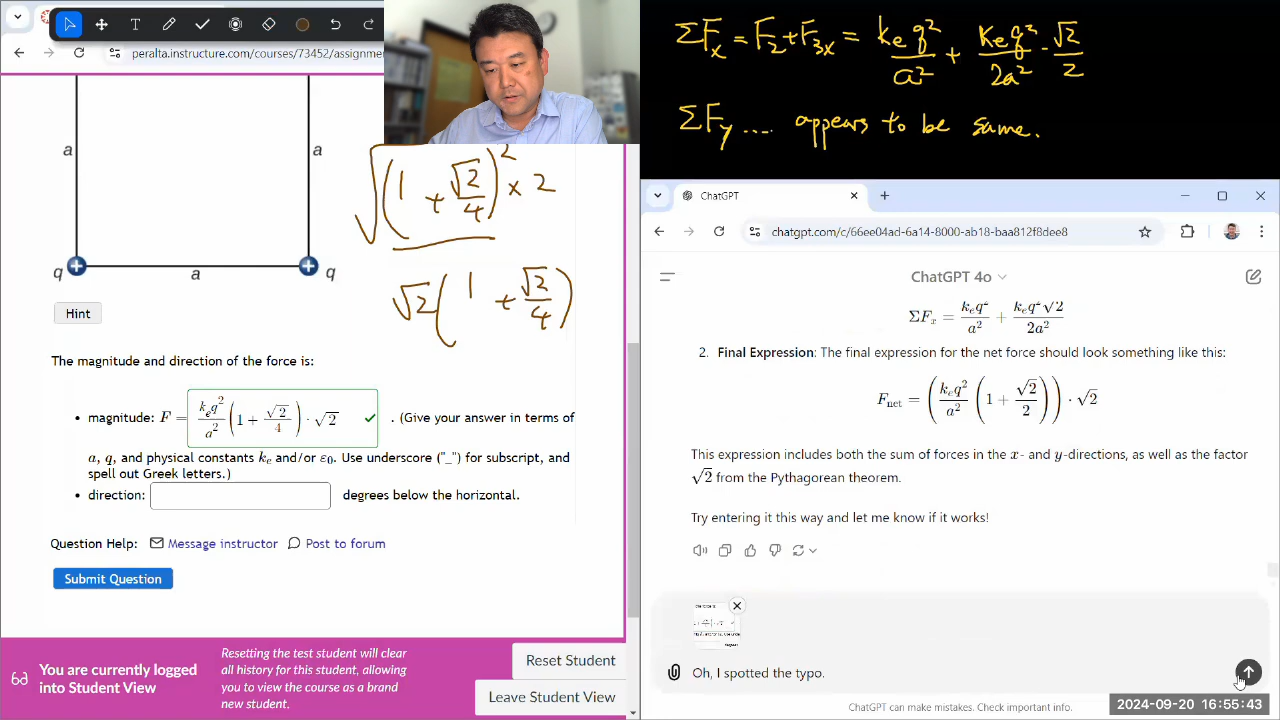 peralta.instructure.com/courses/73452/assignme
a
a
q
a
q
Hint
√(1 + √2/4)² × 2
√2(1 + √2/4)
The magnitude and direction of the force is:
• magnitude: F = k_e q²/a² (1 + √2/4) · √2 ✓ . (Give your answer in terms of
a, q, and physical constants k_e and/or ε₀. Use underscore ("_") for subscript, and
spell out Greek letters.)
• direction: degrees below the horizontal.
Question Help: Message instructor Post to forum
Submit Question
You are currently logged
into Student View
Resetting the test student will clear
all history for this student, allowing
you to view the course as a brand
new student.
Reset Student
Leave Student View
ΣFx = F2 + F3x = keq²/a² + keq²/2a² · √2/2
ΣFy .... appears to be same.
ChatGPT
chatgpt.com/c/66ee04ad-6a14-8000-ab18-baa812f8dee8
ChatGPT 4o
ΣFx = k_e q²/a² + k_e q²√2/2a²
2. Final Expression: The final expression for the net force should look something like this:
Fnet = (k_e q²/a² (1 + √2/2)) · √2
This expression includes both the sum of forces in the x- and y-directions, as well as the factor
√2 from the Pythagorean theorem.
Try entering it this way and let me know if it works!
Oh, I spotted the typo.
ChatGPT can make mistakes. Check important info.
2024-09-20 16:55:43